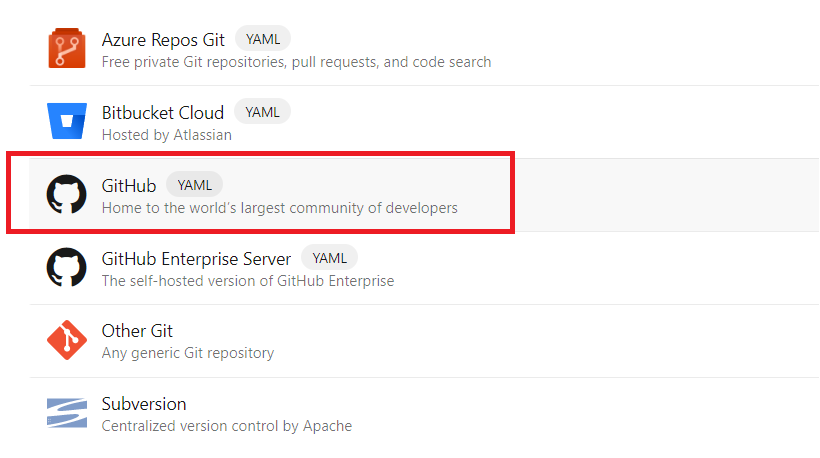 Azure Repos Git YAML
Free private Git repositories, pull requests, and code search
Bitbucket Cloud YAML
Hosted by Atlassian
GitHub YAML
Home to the world's largest community of developers
GitHub Enterprise Server YAML
The self-hosted version of GitHub Enterprise
Other Git
Any generic Git repository
Subversion
Centralized version control by Apache